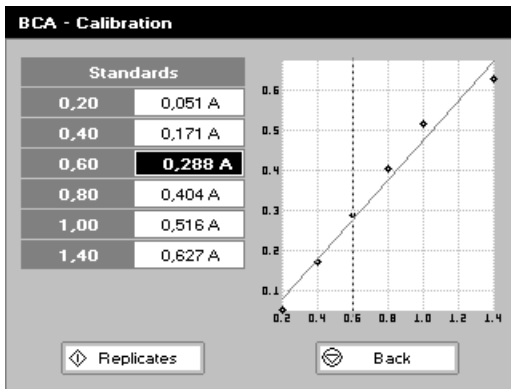 BCA - Calibration
Standards
0,20 0,051 A
0,40 0,171 A
0,60 0,288 A
0,80 0,404 A
1,00 0,516 A
1,40 0,627 A
0.6
0.5
0.4
0.3
0.2
0.1
0.2 0.4 0.6 0.8 1.0 1.2 1.4
Replicates Back